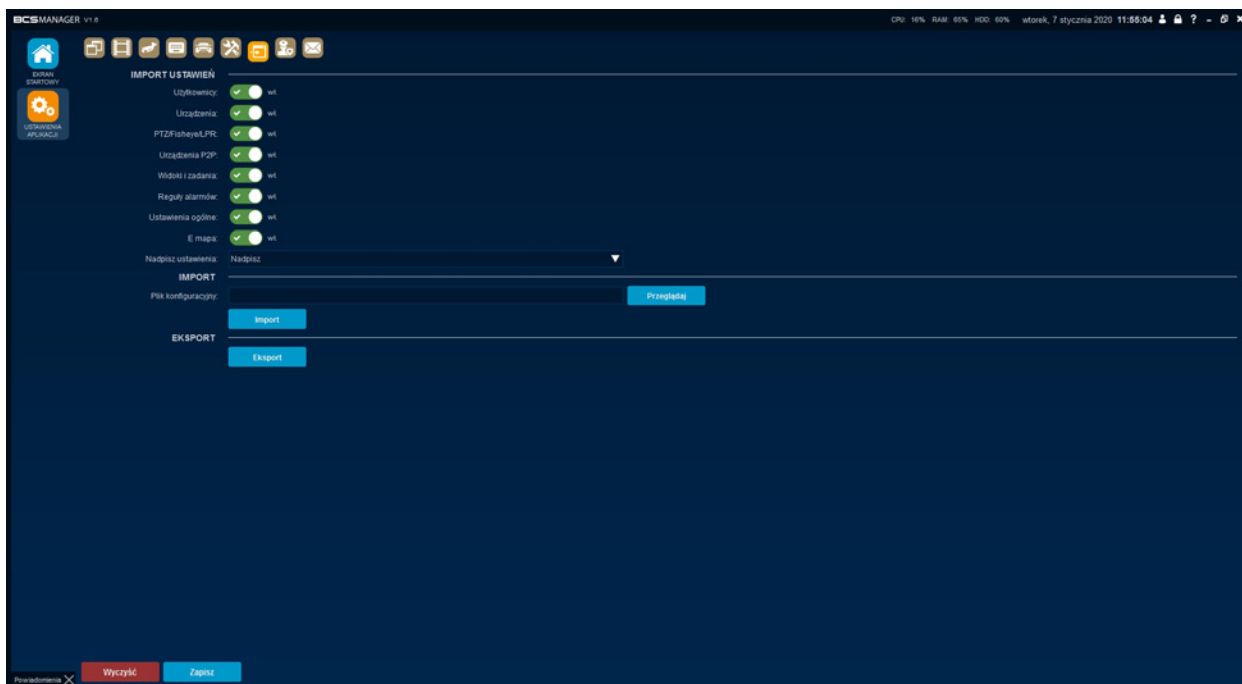 BCSMANAGER V1.8
CPU: 16% RAM: 65% HDD: 60% wtorek, 7 stycznia 2020 11:56:04 ?
EKRAN
STARTOWY
USTAWIENIA
APLIKACJI
IMPORT USTAWIEŃ
Użytkownicy: wł.
Urządzenia: wł.
PTZ/Fisheye/LPR: wł.
Urządzenia P2P: wł.
Widoki i zadania: wł.
Reguły alarmów: wł.
Ustawienia ogólne: wł.
E mapa: wł.
Nadpisz ustawienia: Nadpisz
IMPORT
Plik konfiguracyjny: Przeglądaj
Import
EKSPORT
Eksport
Wyczyść Zapisz
Powiadomienia